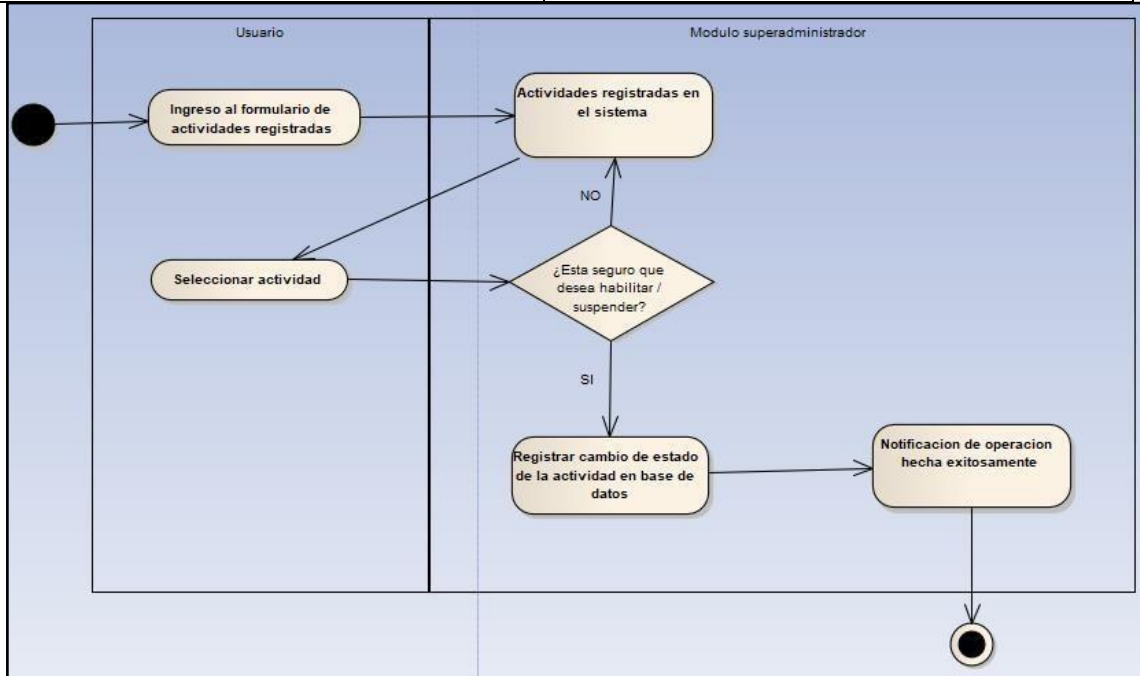 Usuario
Modulo superadministrador
Ingreso al formulario de
actividades registradas
Actividades registradas en
el sistema
NO
Seleccionar actividad
¿Esta seguro que
desea habilitar /
suspender?
SI
Registrar cambio de estado
de la actividad en base de
datos
Notificacion de operacion
hecha exitosamente